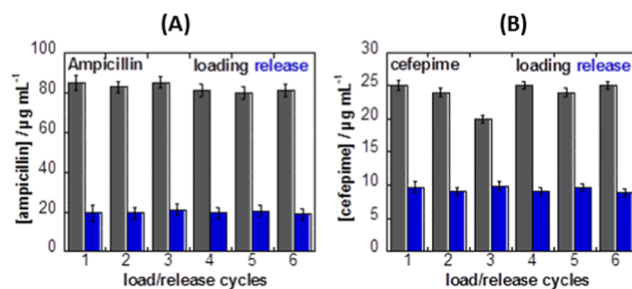 (A)
(B)
Ampicillin loading release
[ampicillin] / µg mL⁻¹
100
80
60
40
20
0
1 2 3 4 5 6
load/release cycles
cefepime loading release
[cefepime] / µg mL⁻¹
30
25
20
15
10
5
0
1 2 3 4 5 6
load/release cycles